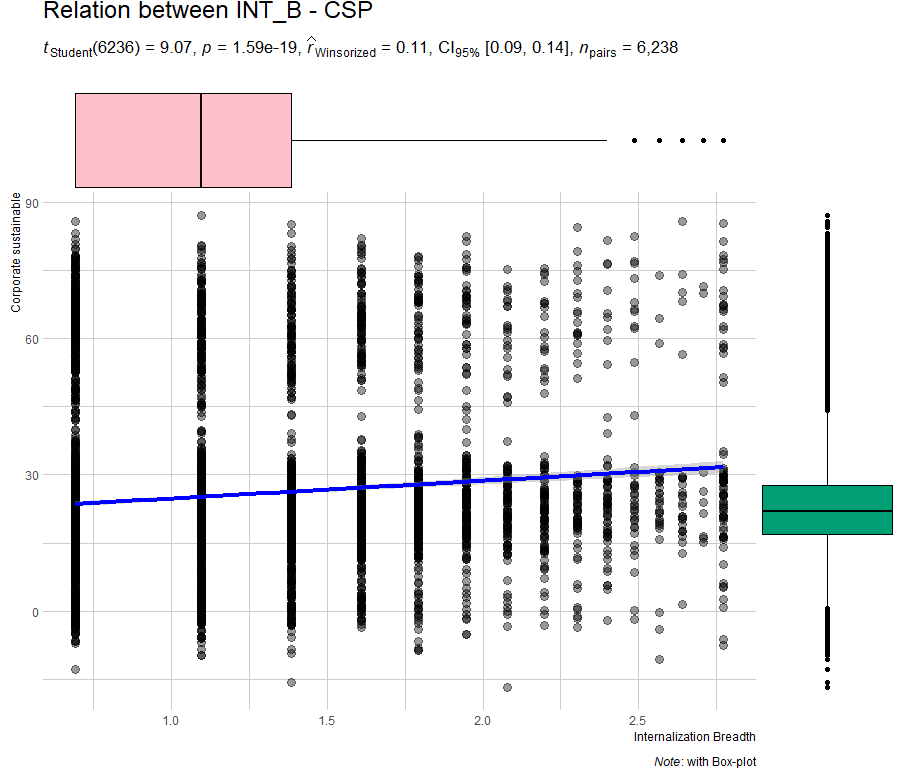 Relation between INT_B - CSP
tStudent(6236) = 9.07, p = 1.59e-19, r̂Winsorized = 0.11, CI95% [0.09, 0.14], npairs = 6,238
Corporate sustainable
90
60
30
0
1.0 1.5 2.0 2.5
Internalization Breadth
Note: with Box-plot